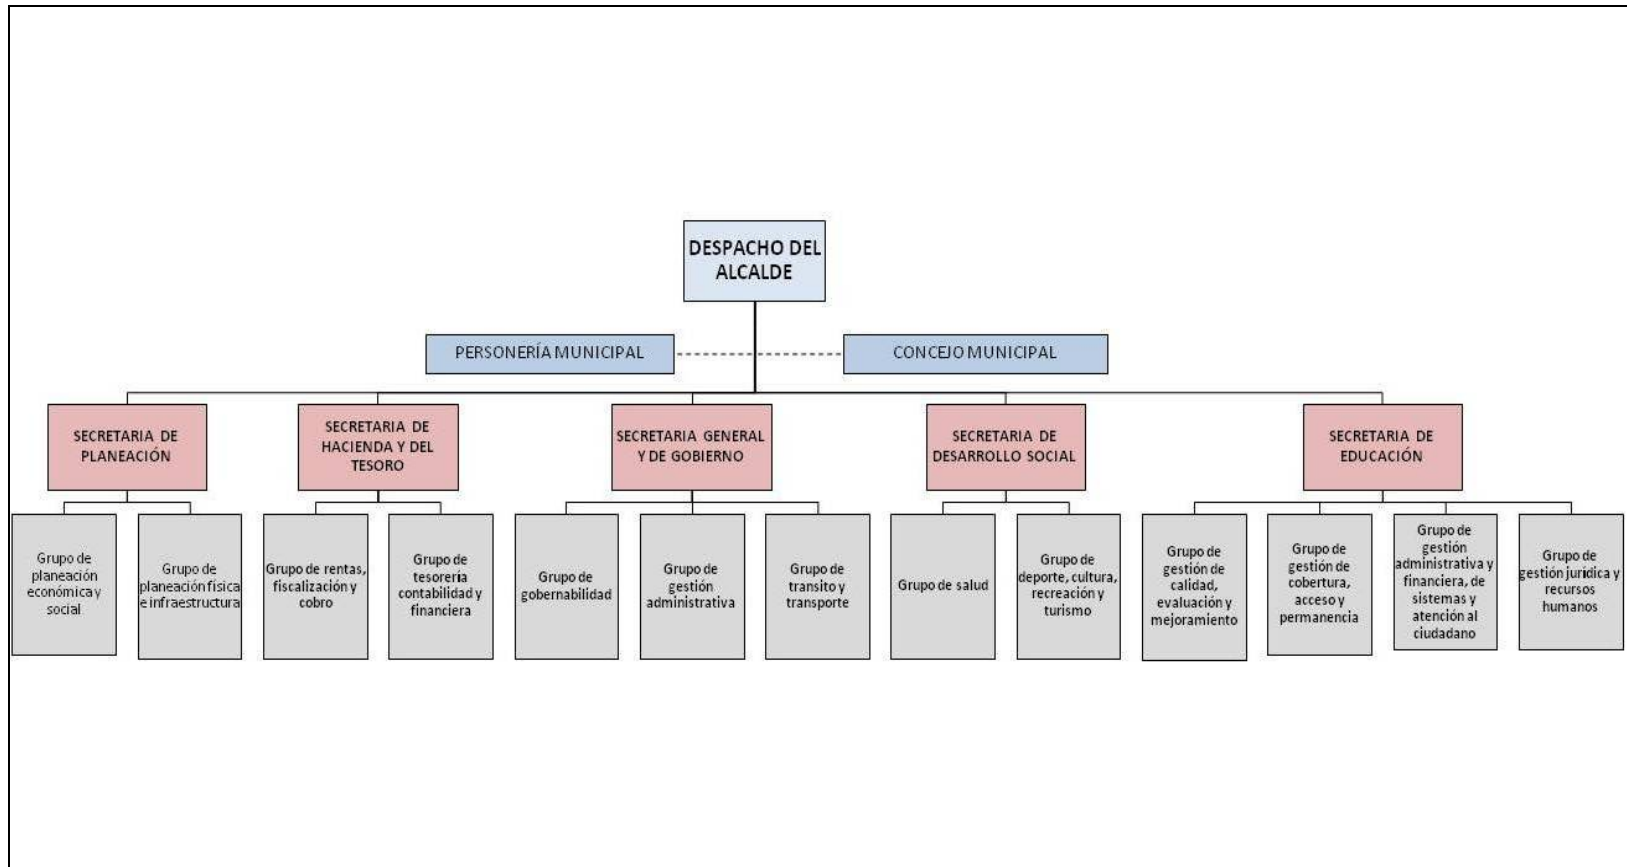 DESPACHO DEL
ALCALDE
PERSONERÍA MUNICIPAL
CONCEJO MUNICIPAL
SECRETARIA DE
PLANEACIÓN
SECRETARIA DE
HACIENDA Y DEL
TESORO
SECRETARIA GENERAL
Y DE GOBIERNO
SECRETARIA DE
DESARROLLO SOCIAL
SECRETARIA DE
EDUCACIÓN
Grupo de
planeación
económica y
social
Grupo de
planeación física
e infraestructura
Grupo de rentas,
fiscalización y
cobro
Grupo de
tesorería
contabilidad y
financiera
Grupo de
gobernabilidad
Grupo de
gestión
administrativa
Grupo de
transito y
transporte
Grupo de salud
Grupo de
deporte, cultura,
recreación y
turismo
Grupo de
gestión de
calidad,
evaluación y
mejoramiento
Grupo de
gestión de
cobertura,
acceso y
permanencia
Grupo de
gestión
administrativa y
financiera, de
sistemas y
atención al
ciudadano
Grupo de
gestión jurídica y
recursos
humanos